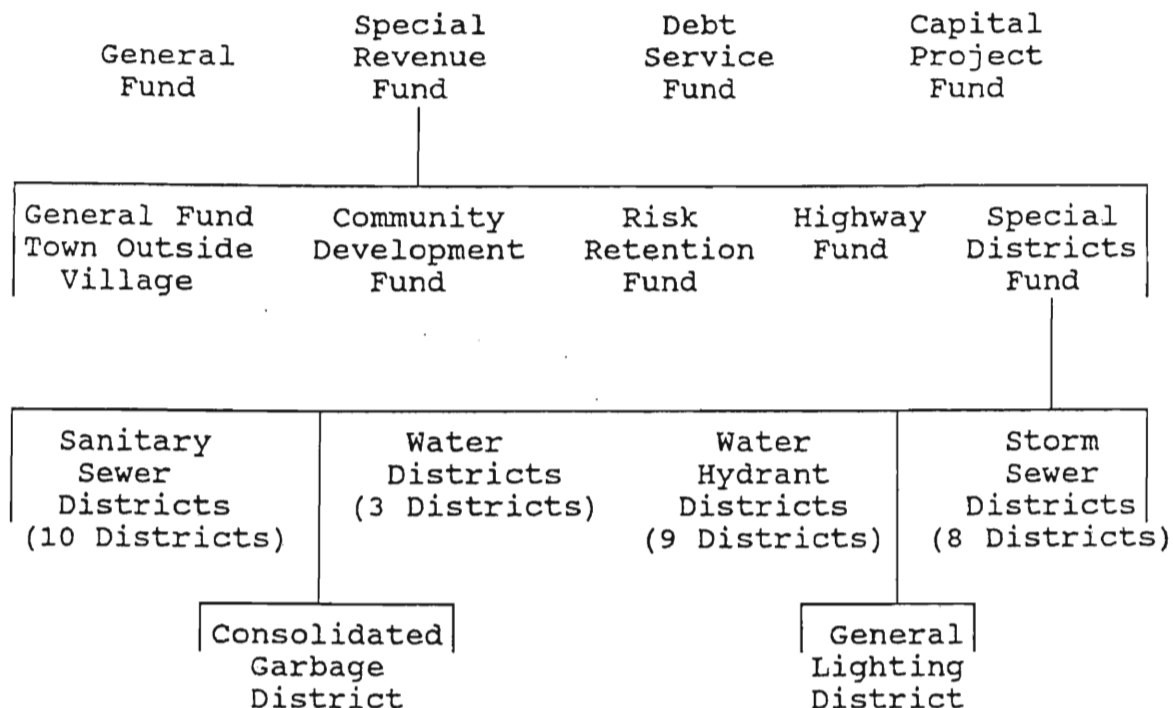 General
Fund
Special
Revenue
Fund
Debt
Service
Fund
Capital
Project
Fund
General Fund
Town Outside
Village
Community
Development
Fund
Risk
Retention
Fund
Highway
Fund
Special
Districts
Fund
Sanitary
Sewer
Districts
(10 Districts)
Water
Districts
(3 Districts)
Water
Hydrant
Districts
(9 Districts)
Storm
Sewer
Districts
(8 Districts)
Consolidated
Garbage
District
General
Lighting
District